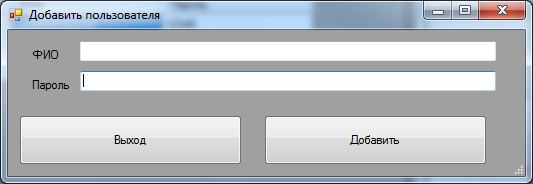 Добавить пользователя
ФИО
Пароль
Выход
Добавить